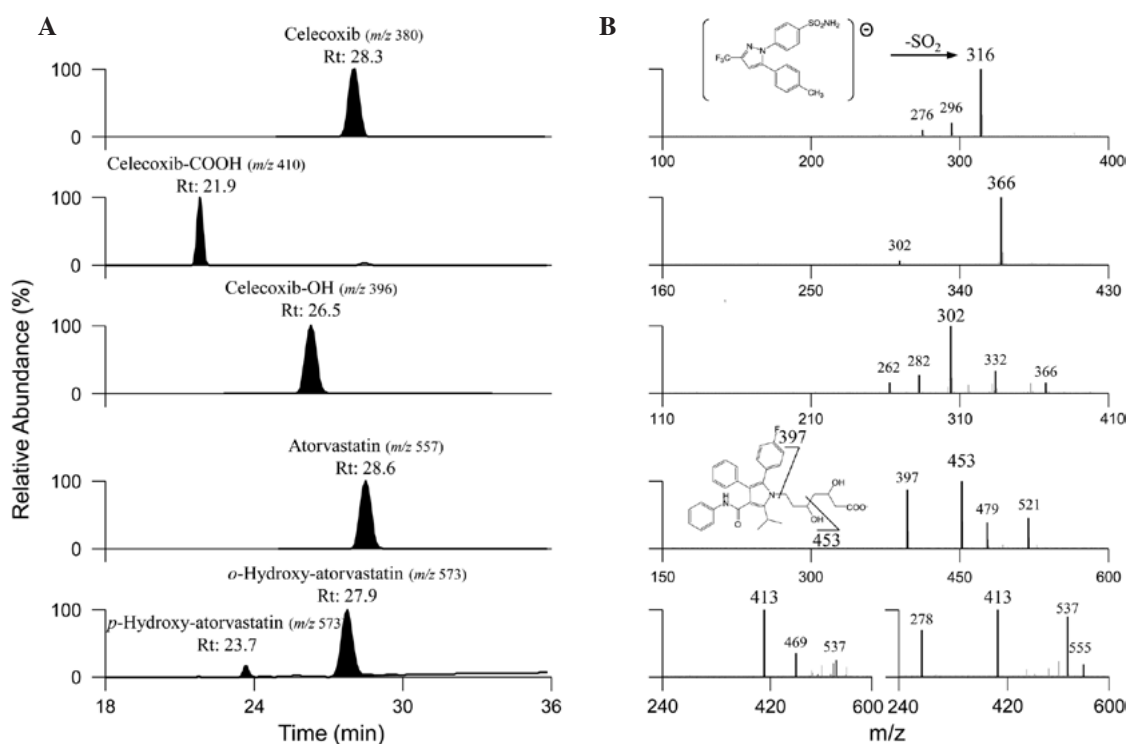 A
Celecoxib (m/z 380)
Rt: 28.3
100
0
Celecoxib-COOH (m/z 410)
Rt: 21.9
100
0
Celecoxib-OH (m/z 396)
Rt: 26.5
100
0
Atorvastatin (m/z 557)
Rt: 28.6
100
0
o-Hydroxy-atorvastatin (m/z 573)
Rt: 27.9
p-Hydroxy-atorvastatin (m/z 573
Rt: 23.7
100
0
18 24 30 36
Time (min)
Relative Abundance (%)
B
SO2NH2
N
N
F3C
CH3
⊖
-SO2
316
276 296
100 200 300 400
366
302
160 250 340 430
302
262 282 332 366
110 210 310 410
F
397
H
N
O
N
OH
OH
COO-
453
397 453 479 521
150 300 450 600
413
469 537
240 420 600
413
278 537
555
240 420 600
m/z